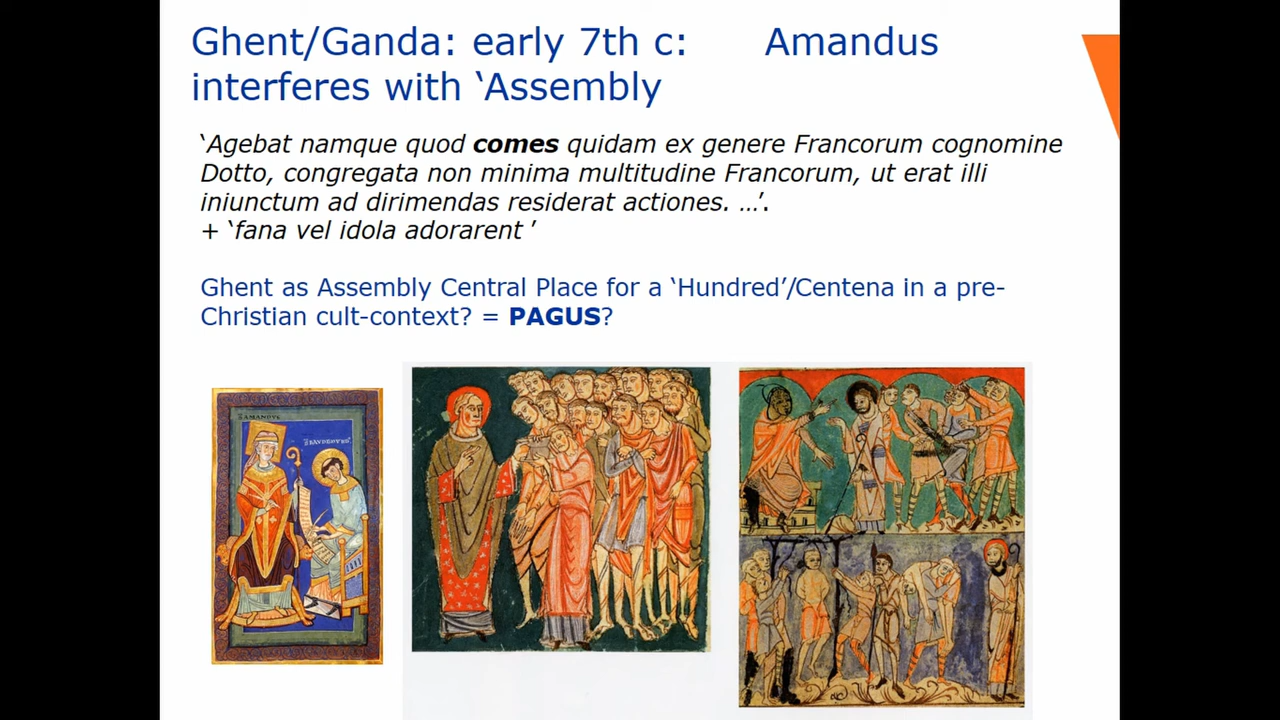 Ghent/Ganda: early 7th c: Amandus
interferes with ‘Assembly
‘Agebat namque quod comes quidam ex genere Francorum cognomine
Dotto, congregata non minima multitudine Francorum, ut erat illi
iniunctum ad dirimendas residerat actiones. …’.
+ ‘fana vel idola adorarent ’
Ghent as Assembly Central Place for a ‘Hundred’/Centena in a pre-
Christian cult-context? = PAGUS?